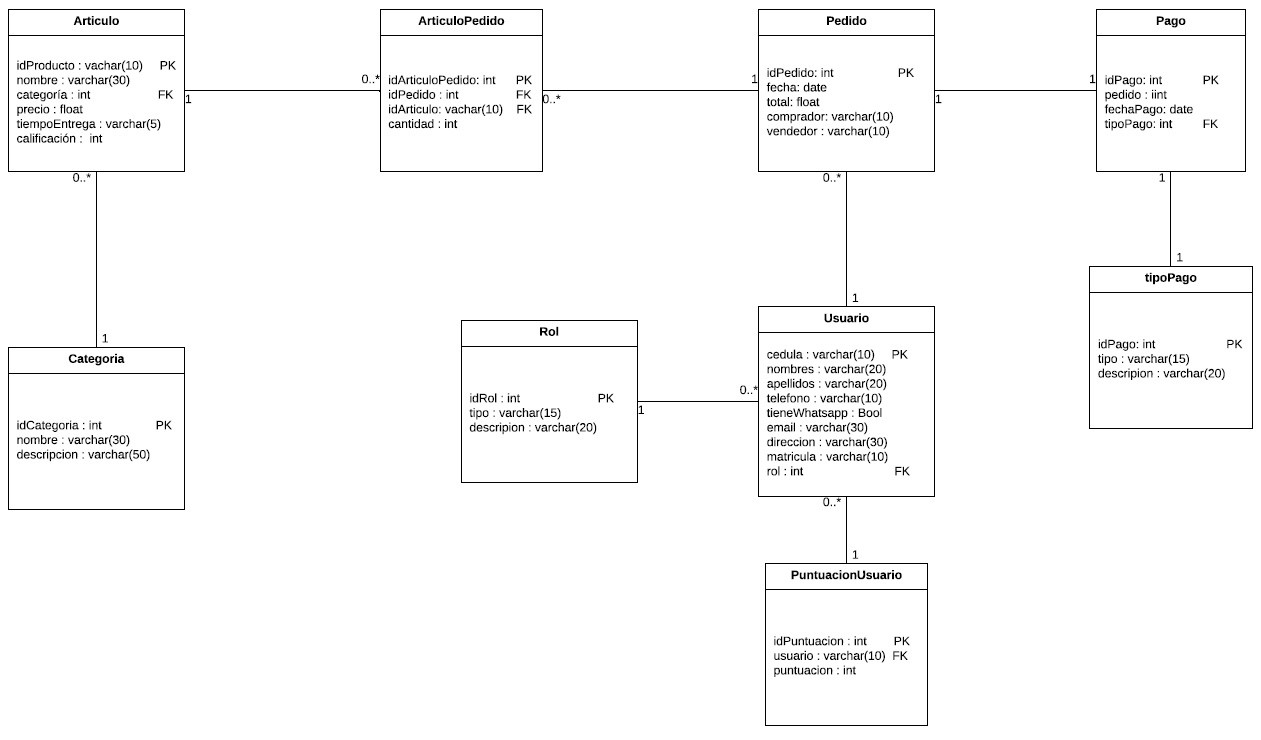 Articulo
idProducto : vachar(10) PK
nombre : varchar(30)
categoría : int FK
precio : float
tiempoEntrega : varchar(5)
calificación : int
1
0..*
0..*
ArticuloPedido
idArticuloPedido: int PK
idPedido : int FK
idArticulo: vachar(10) FK
cantidad : int
0..*
1
Pedido
idPedido: int PK
fecha: date
total: float
comprador: varchar(10)
vendedor : varchar(10)
1
1
0..*
Pago
idPago: int PK
pedido : iint
fechaPago: date
tipoPago: int FK
1
1
tipoPago
idPago: int PK
tipo : varchar(15)
descripion : varchar(20)
1
Categoria
idCategoria : int PK
nombre : varchar(30)
descripcion : varchar(50)
Rol
idRol : int PK
tipo : varchar(15)
descripion : varchar(20)
1
0..*
1
Usuario
cedula : varchar(10) PK
nombres : varchar(20)
apellidos : varchar(20)
telefono : varchar(10)
tieneWhatsapp : Bool
email : varchar(30)
direccion : varchar(30)
matricula : varchar(10)
rol : int FK
0..*
1
PuntuacionUsuario
idPuntuacion : int PK
usuario : varchar(10) FK
puntuacion : int